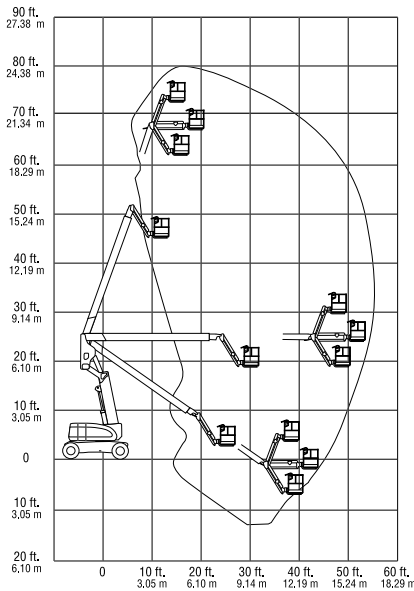 90 ft.
27.38 m
80 ft.
24,38 m
70 ft.
21,34 m
60 ft.
18.29 m
50 ft.
15,24 m
40 ft.
12,19 m
30 ft.
9,14 m
20 ft.
6,10 m
10 ft.
3,05 m
0
10 ft.
3,05 m
20 ft.
6,10 m
0
10 ft.
3.05 m
20 ft.
6,10 m
30 ft.
9,14 m
40 ft.
12,19 m
50 ft.
15,24 m
60 ft.
18.29 m